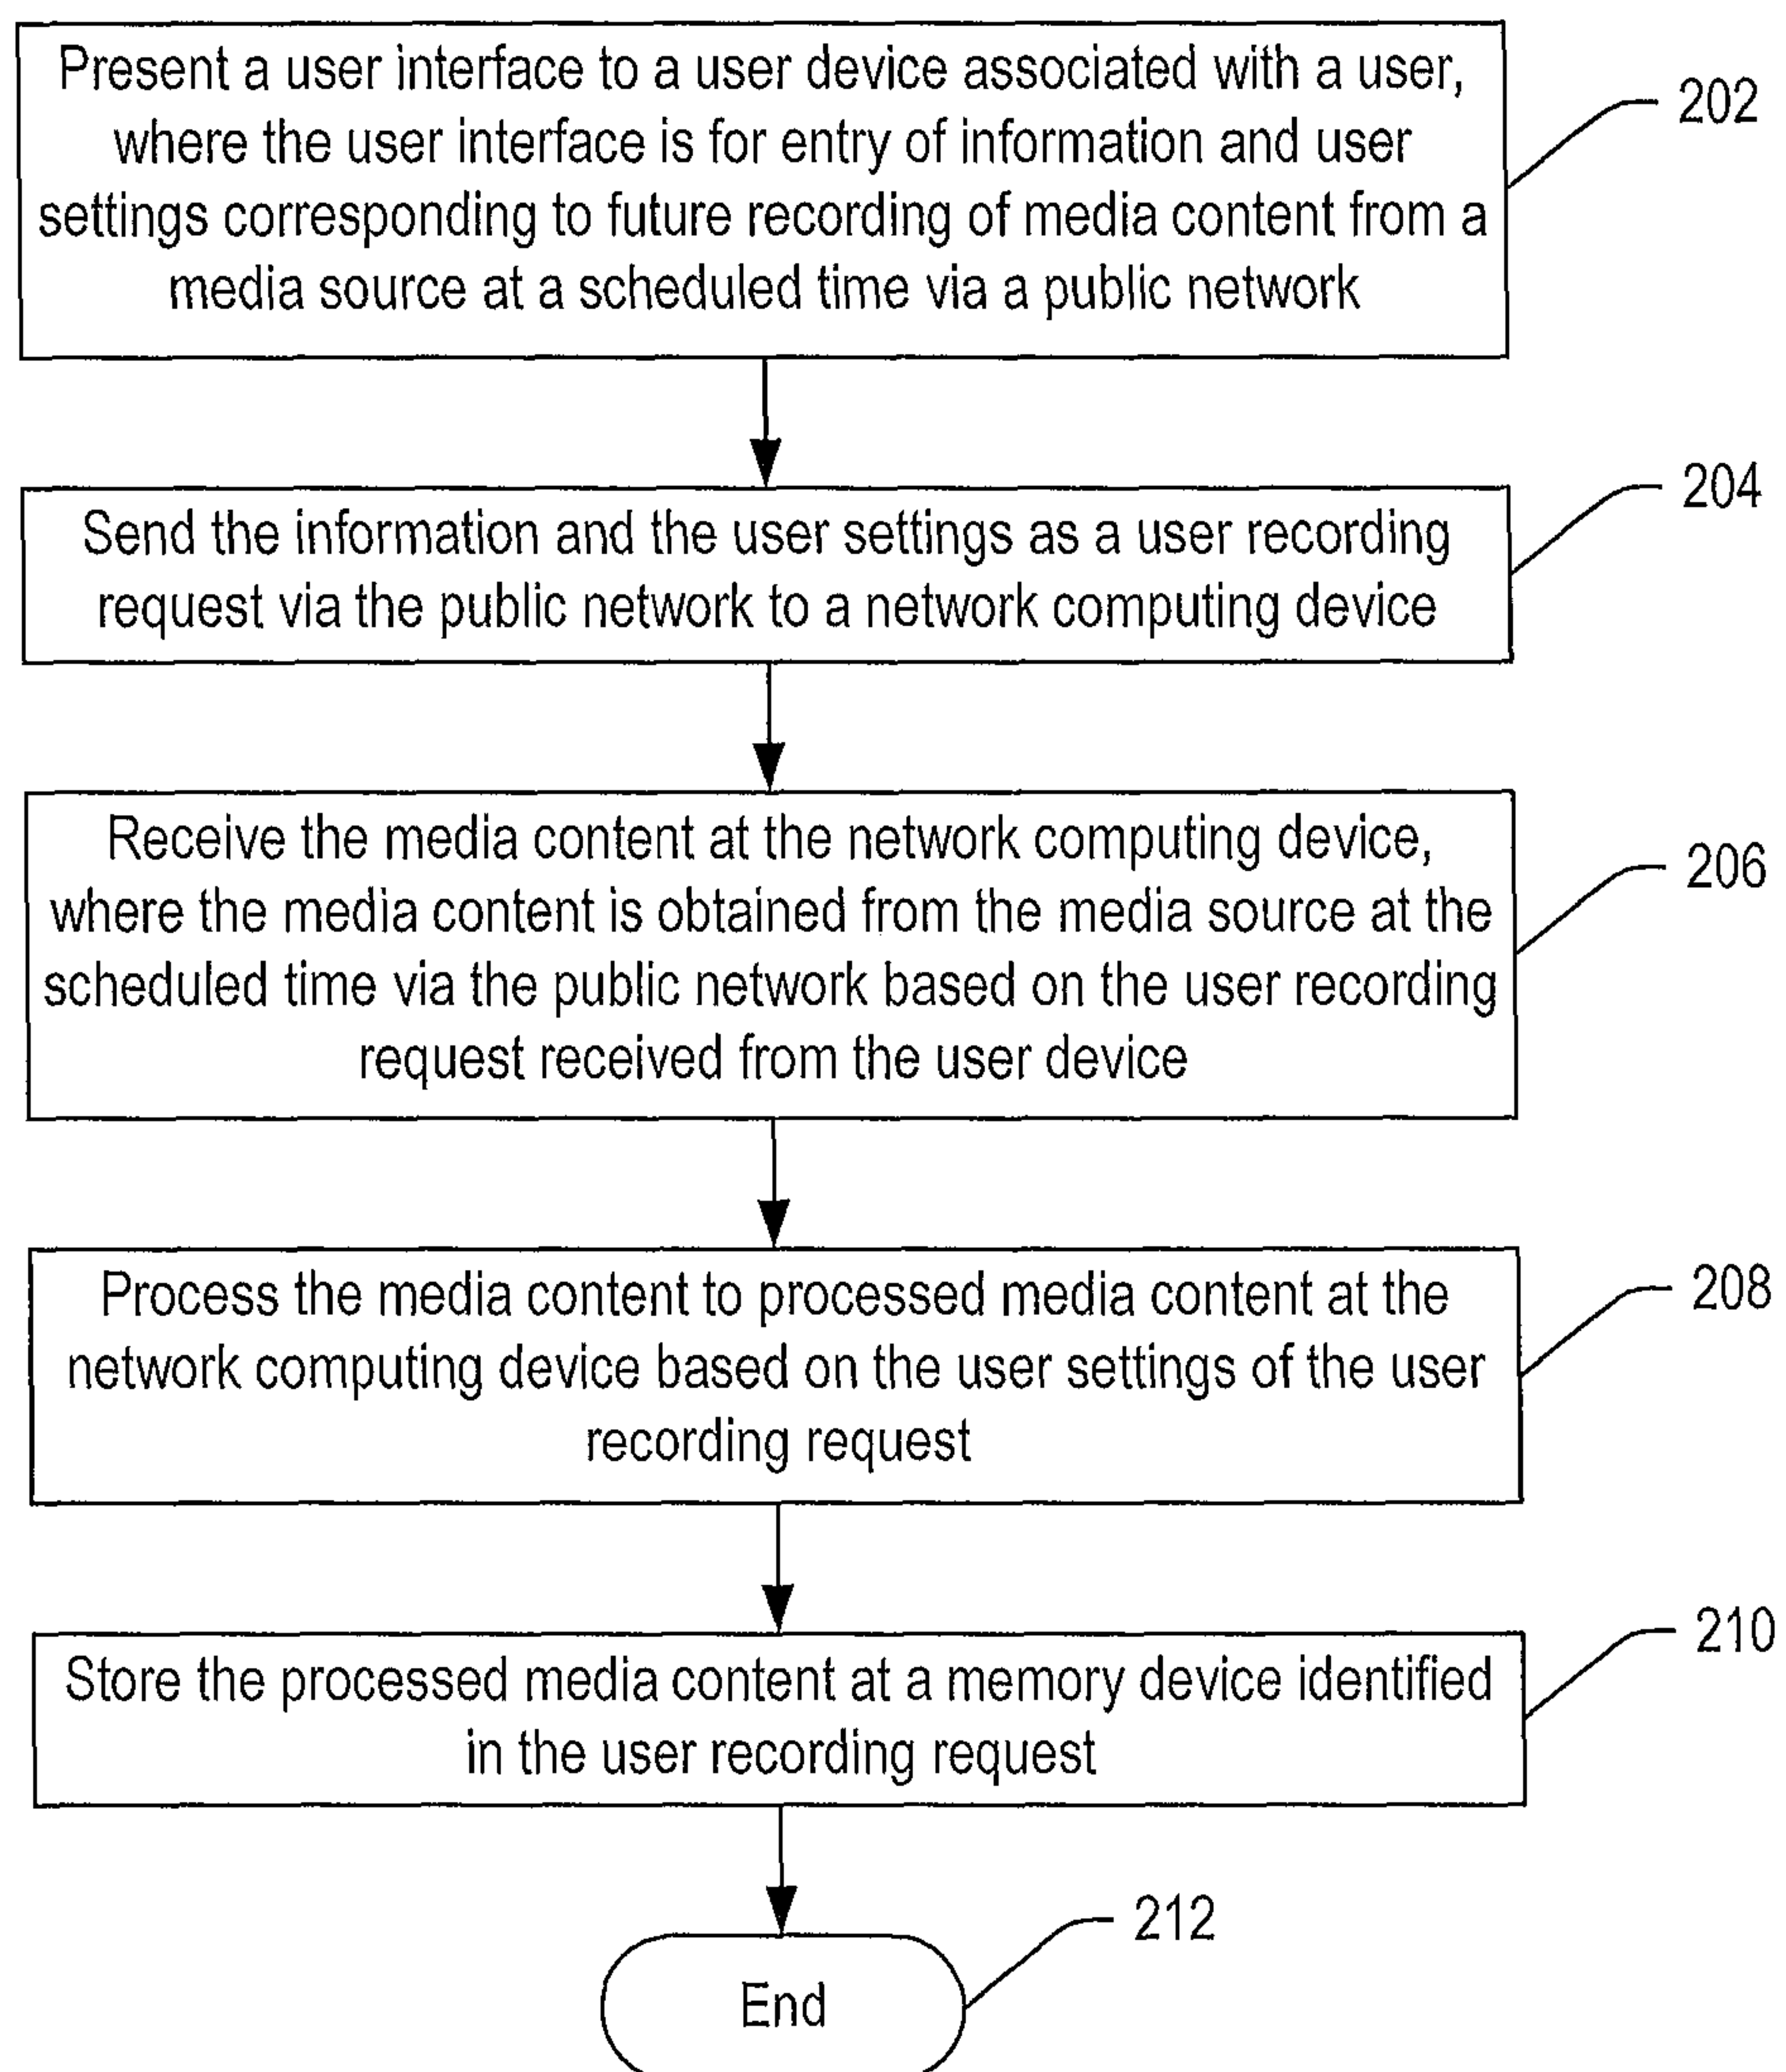 Present a user interface to a user device associated with a user,
where the user interface is for entry of information and user
settings corresponding to future recording of media content from a
media source at a scheduled time via a public network
202
Send the information and the user settings as a user recording
request via the public network to a network computing device
204
Receive the media content at the network computing device,
where the media content is obtained from the media source at the
scheduled time via the public network based on the user recording
request received from the user device
206
Process the media content to processed media content at the
network computing device based on the user settings of the user
recording request
208
Store the processed media content at a memory device identified
in the user recording request
210
End
212